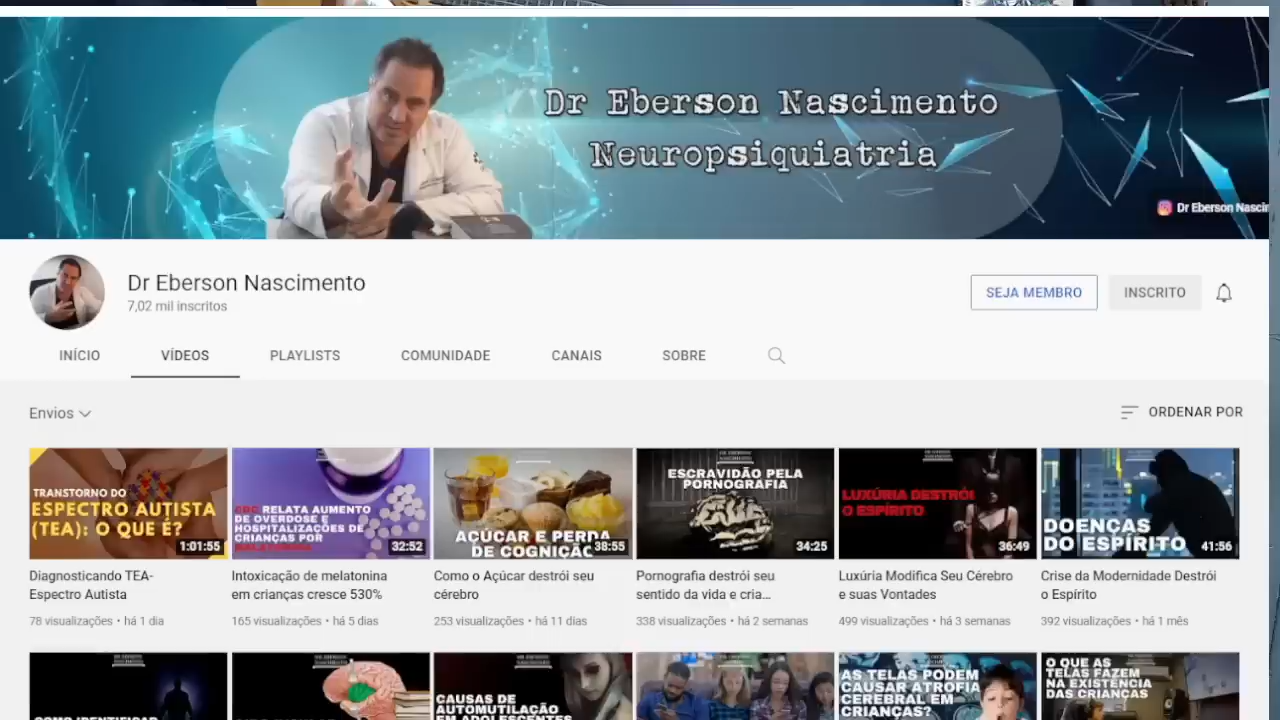 Dr Eberson Nascimento
Neuropsiquiatria
Dr Eberson
Dr Eberson Nascimento
7,02 mil inscritos
SEJA MEMBRO
INSCRITO
INÍCIO
VÍDEOS
PLAYLISTS
COMUNIDADE
CANAIS
SOBRE
Envios
ORDENAR POR
TRANSTORNO DO
ESPECTRO AUTISTA
(TEA): O QUE É?
1:01:55
Diagnosticando TEA-
Espectro Autista
78 visualizações • há 1 dia
CDC RELATA AUMENTO
DE OVERDOSE E
HOSPITALIZAÇÕES DE
CRIANÇAS POR
MELATONINA
32:52
Intoxicação de melatonina
em crianças cresce 530%
165 visualizações • há 5 dias
AÇÚCAR E PERDA
DE COGNIÇÃO
38:55
Como o Açúcar destrói seu
cérebro
253 visualizações • há 11 dias
ESCRAVIDÃO PELA
PORNOGRAFIA
34:25
Pornografia destrói seu
sentido da vida e cria...
338 visualizações • há 2 semanas
LUXÚRIA DESTRÓI
O ESPÍRITO
36:49
Luxúria Modifica Seu Cérebro
e suas Vontades
499 visualizações • há 3 semanas
DOENÇAS
DO ESPÍRITO
41:56
Crise da Modernidade Destrói
o Espírito
392 visualizações • há 1 mês
COMO IDENTIFICAR
CAUSAS DE
AUTOMUTILAÇÃO
EM ADOLESCENTES
AS TELAS PODEM
CAUSAR ATROFIA
CEREBRAL EM
CRIANÇAS?
O QUE AS
TELAS FAZEM
NA EXISTÊNCIA
DAS CRIANÇAS